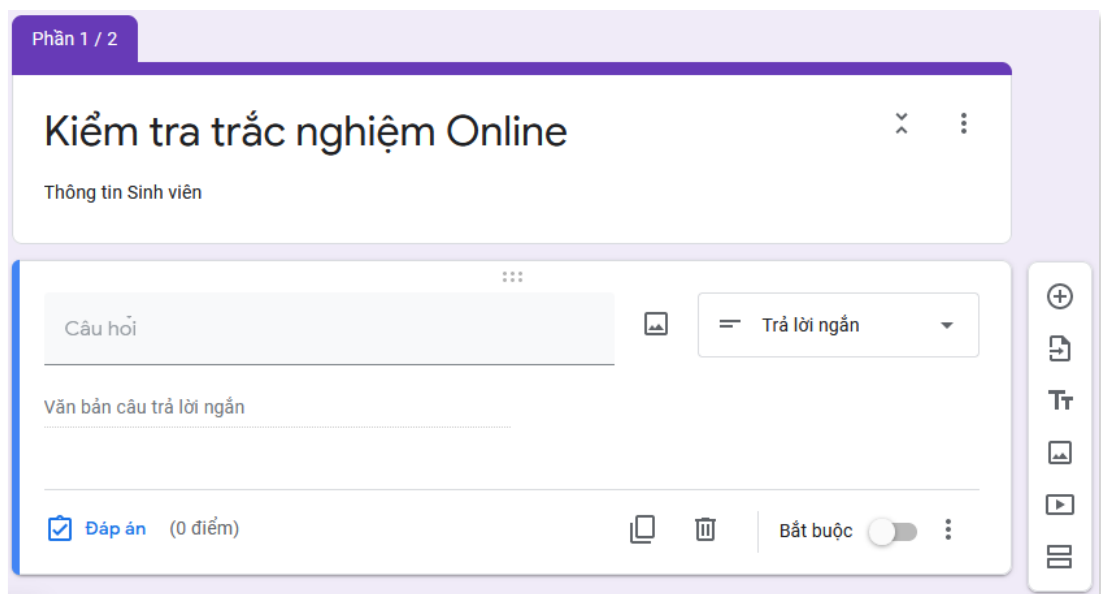 Phần 1 / 2
Kiểm tra trắc nghiệm Online
Thông tin Sinh viên
Câu hỏi
Trả lời ngắn
Văn bản câu trả lời ngắn
Đáp án (0 điểm)
Bắt buộc